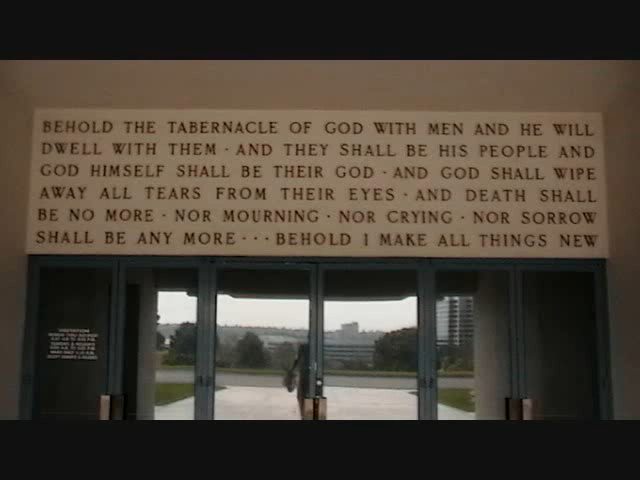 BEHOLD THE TABERNACLE OF GOD WITH MEN AND HE WILL
DWELL WITH THEM · AND THEY SHALL BE HIS PEOPLE AND
GOD HIMSELF SHALL BE THEIR GOD · AND GOD SHALL WIPE
AWAY ALL TEARS FROM THEIR EYES · AND DEATH SHALL
BE NO MORE · NOR MOURNING · NOR CRYING · NOR SORROW
SHALL BE ANY MORE · · · BEHOLD I MAKE ALL THINGS NEW
VISITATION